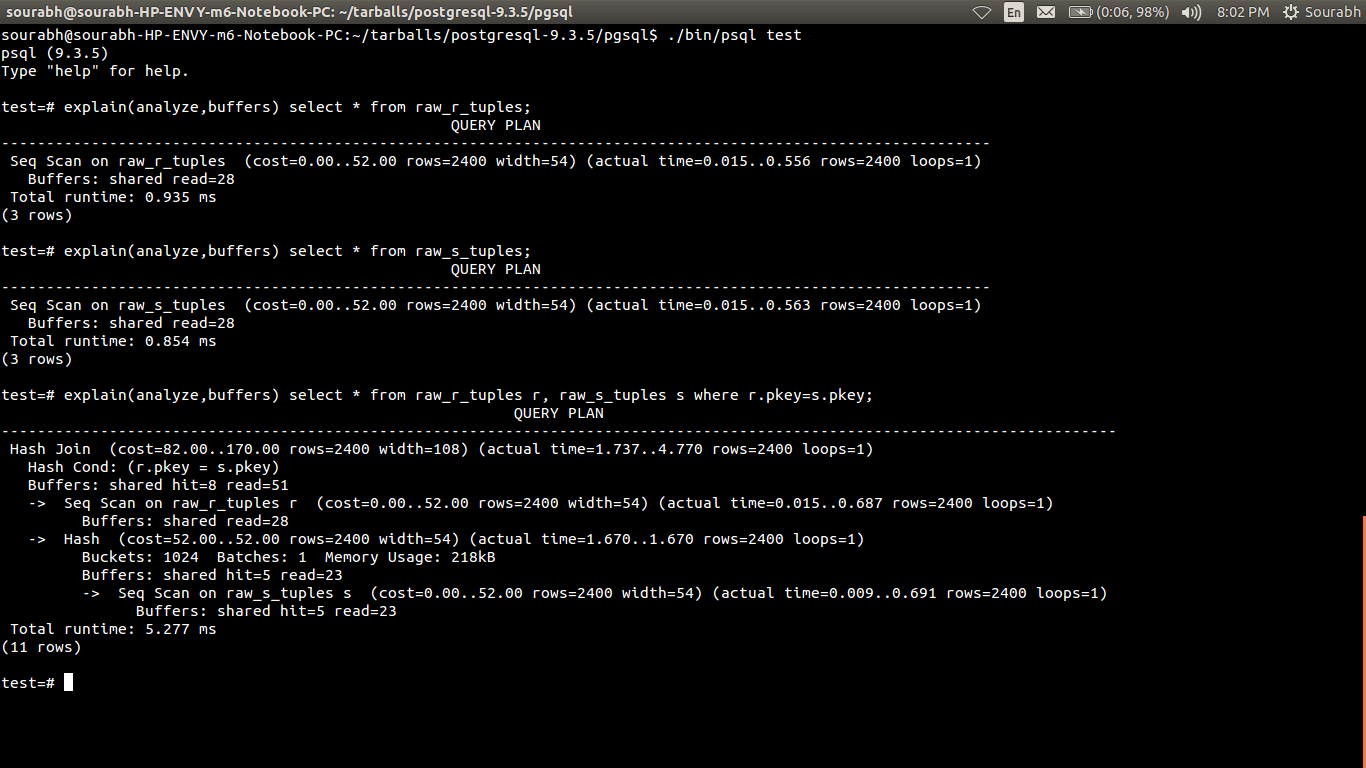 sourabh@sourabh-HP-ENVY-m6-Notebook-PC: ~/tarballs/postgresql-9.3.5/pgsql En (0:06, 98%) 8:02 PM Sourabh
sourabh@sourabh-HP-ENVY-m6-Notebook-PC:~/tarballs/postgresql-9.3.5/pgsql$ ./bin/psql test
psql (9.3.5)
Type "help" for help.

test=# explain(analyze,buffers) select * from raw_r_tuples;
                                                  QUERY PLAN
--------------------------------------------------------------------------------------------------------------
 Seq Scan on raw_r_tuples  (cost=0.00..52.00 rows=2400 width=54) (actual time=0.015..0.556 rows=2400 loops=1)
   Buffers: shared read=28
 Total runtime: 0.935 ms
(3 rows)

test=# explain(analyze,buffers) select * from raw_s_tuples;
                                                  QUERY PLAN
--------------------------------------------------------------------------------------------------------------
 Seq Scan on raw_s_tuples  (cost=0.00..52.00 rows=2400 width=54) (actual time=0.015..0.563 rows=2400 loops=1)
   Buffers: shared read=28
 Total runtime: 0.854 ms
(3 rows)

test=# explain(analyze,buffers) select * from raw_r_tuples r, raw_s_tuples s where r.pkey=s.pkey;
                                                         QUERY PLAN
----------------------------------------------------------------------------------------------------------------------------
 Hash Join  (cost=82.00..170.00 rows=2400 width=108) (actual time=1.737..4.770 rows=2400 loops=1)
   Hash Cond: (r.pkey = s.pkey)
   Buffers: shared hit=8 read=51
   ->  Seq Scan on raw_r_tuples r  (cost=0.00..52.00 rows=2400 width=54) (actual time=0.015..0.687 rows=2400 loops=1)
         Buffers: shared read=28
   ->  Hash  (cost=52.00..52.00 rows=2400 width=54) (actual time=1.670..1.670 rows=2400 loops=1)
         Buckets: 1024  Batches: 1  Memory Usage: 218kB
         Buffers: shared hit=5 read=23
         ->  Seq Scan on raw_s_tuples s  (cost=0.00..52.00 rows=2400 width=54) (actual time=0.009..0.691 rows=2400 loops=1)
               Buffers: shared hit=5 read=23
 Total runtime: 5.277 ms
(11 rows)

test=#